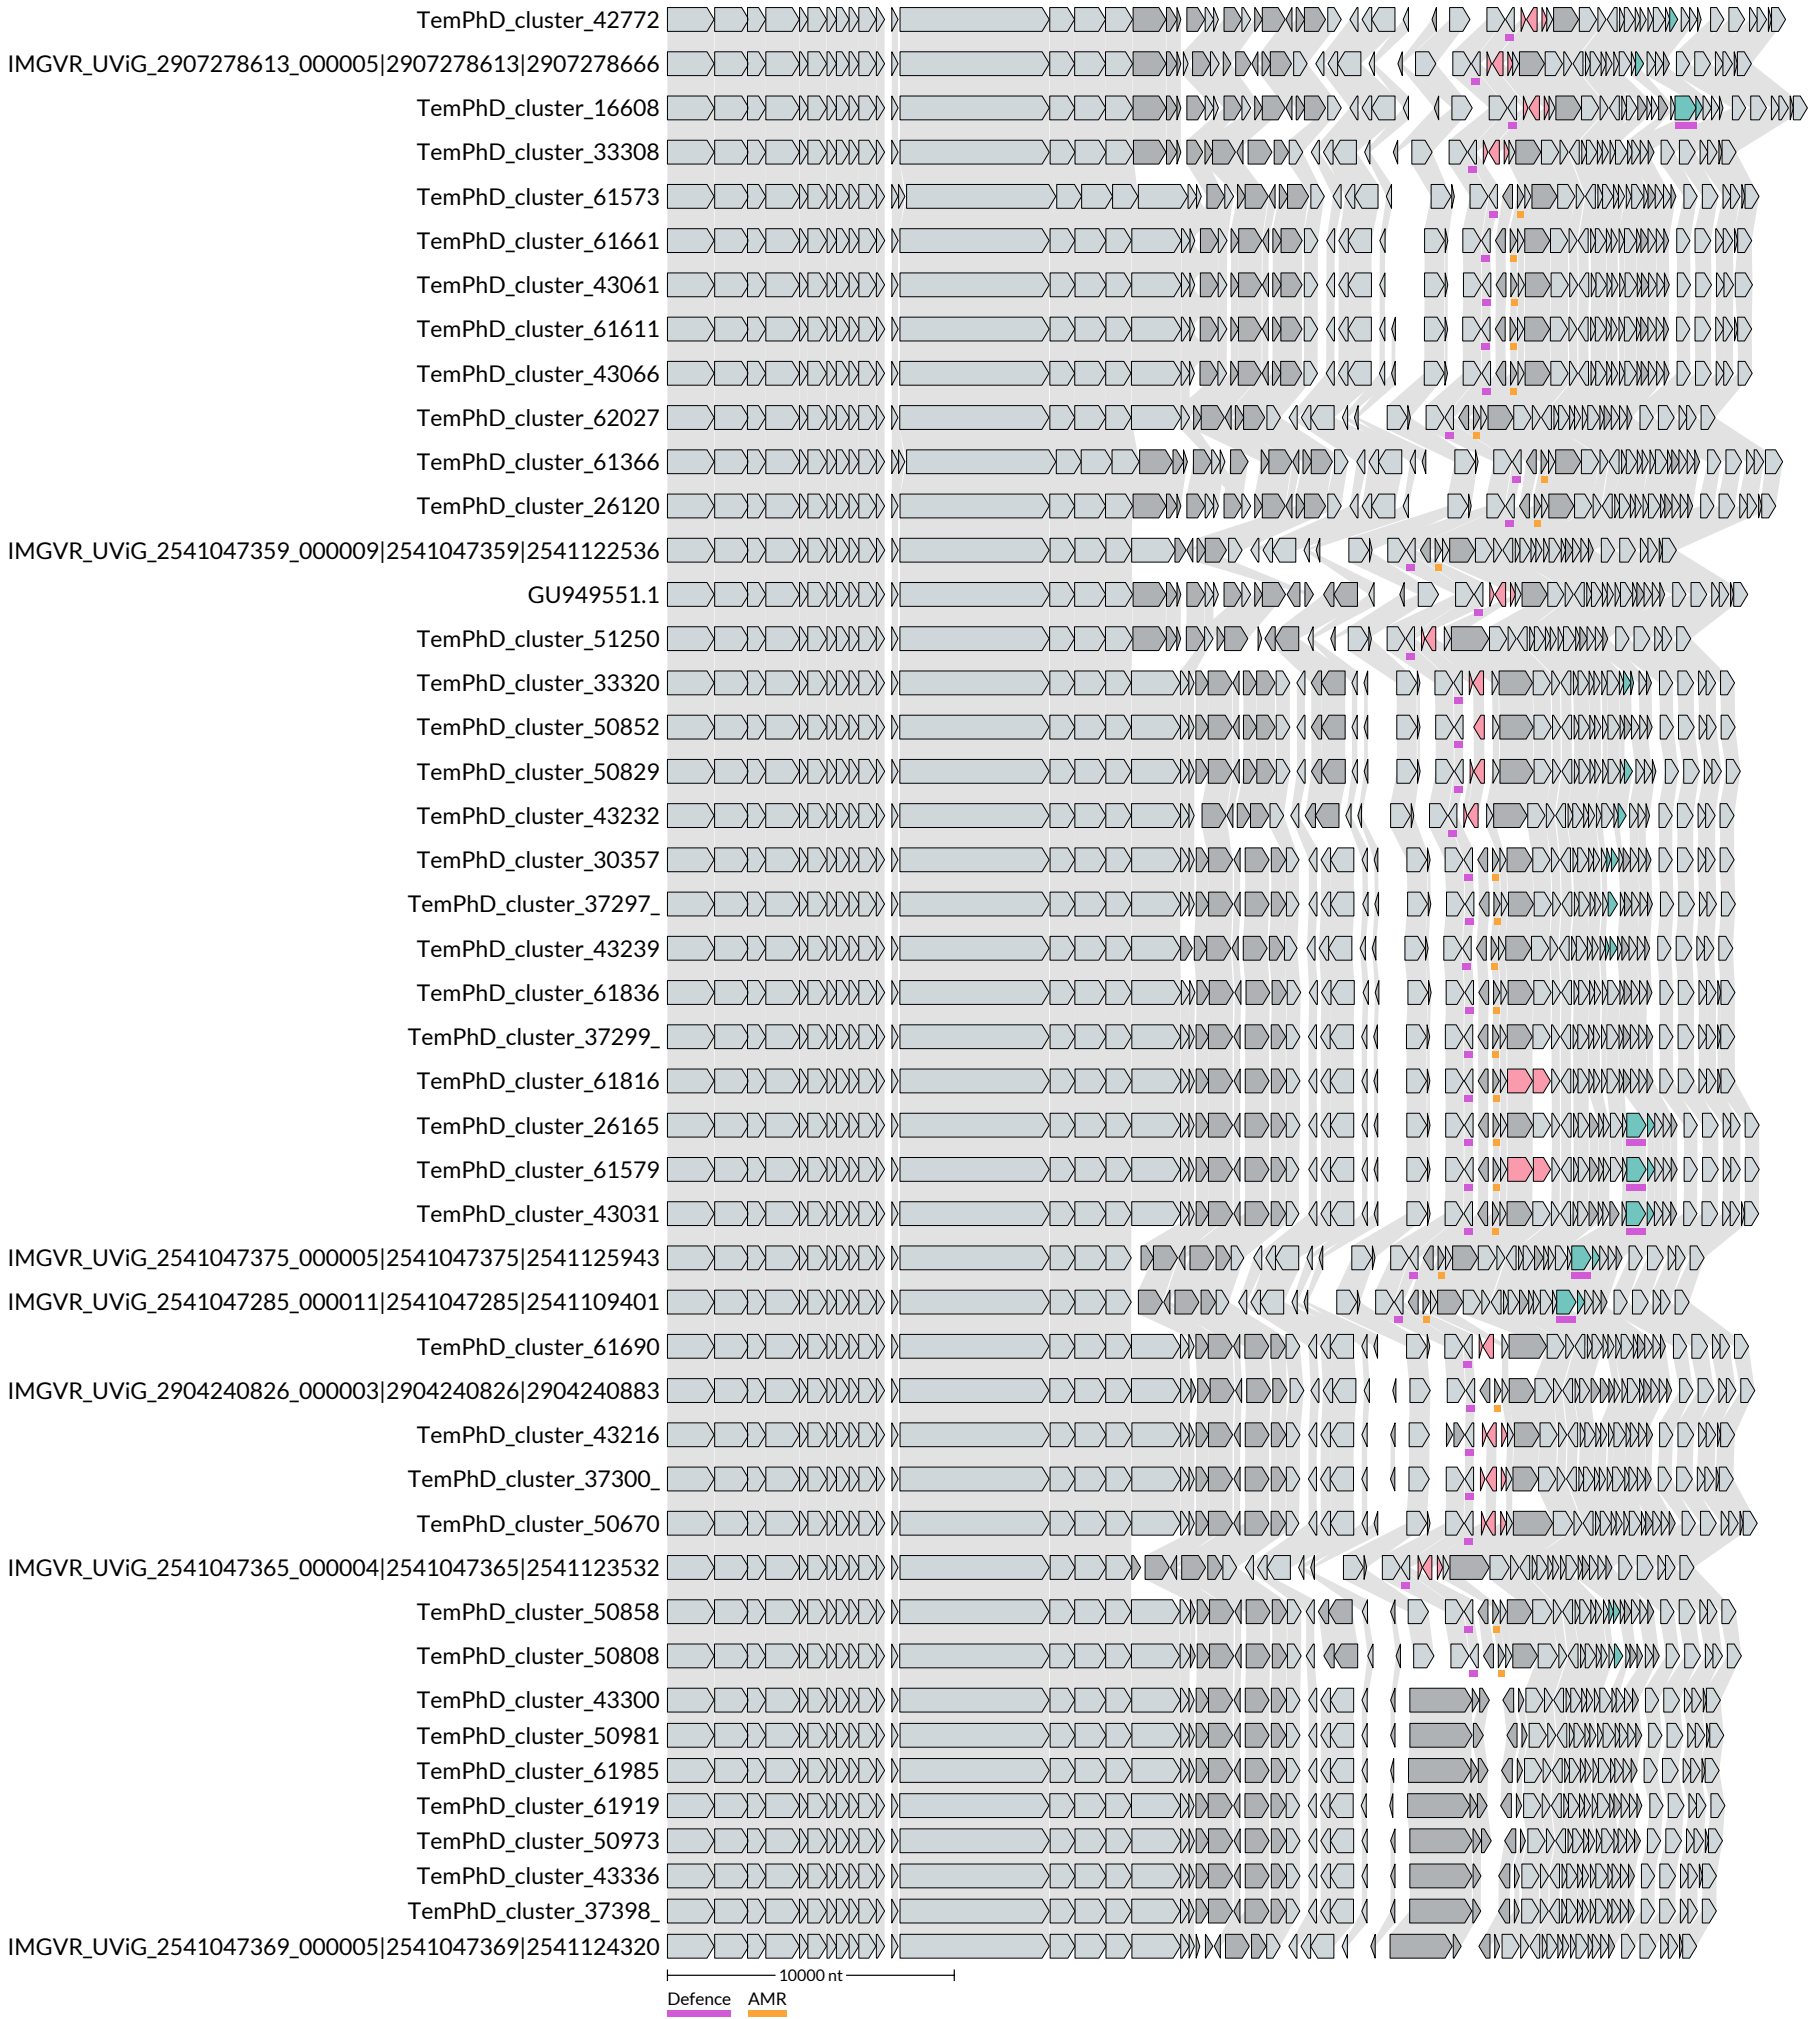 TemPhD_cluster_42772
IMGVR_UViG_2907278613_000005|2907278613|2907278666
TemPhD_cluster_16608
TemPhD_cluster_33308
TemPhD_cluster_61573
TemPhD_cluster_61661
TemPhD_cluster_43061
TemPhD_cluster_61611
TemPhD_cluster_43066
TemPhD_cluster_62027
TemPhD_cluster_61366
TemPhD_cluster_26120
IMGVR_UViG_2541047359_000009|2541047359|2541122536
GU949551.1
TemPhD_cluster_51250
TemPhD_cluster_33320
TemPhD_cluster_50852
TemPhD_cluster_50829
TemPhD_cluster_43232
TemPhD_cluster_30357
TemPhD_cluster_37297_
TemPhD_cluster_43239
TemPhD_cluster_61836
TemPhD_cluster_37299_
TemPhD_cluster_61816
TemPhD_cluster_26165
TemPhD_cluster_61579
TemPhD_cluster_43031
IMGVR_UViG_2541047375_000005|2541047375|2541125943
IMGVR_UViG_2541047285_000011|2541047285|2541109401
TemPhD_cluster_61690
IMGVR_UViG_2904240826_000003|2904240826|2904240883
TemPhD_cluster_43216
TemPhD_cluster_37300_
TemPhD_cluster_50670
IMGVR_UViG_2541047365_000004|2541047365|2541123532
TemPhD_cluster_50858
TemPhD_cluster_50808
TemPhD_cluster_43300
TemPhD_cluster_50981
TemPhD_cluster_61985
TemPhD_cluster_61919
TemPhD_cluster_50973
TemPhD_cluster_43336
TemPhD_cluster_37398_
IMGVR_UViG_2541047369_000005|2541047369|2541124320
10000 nt
Defence AMR